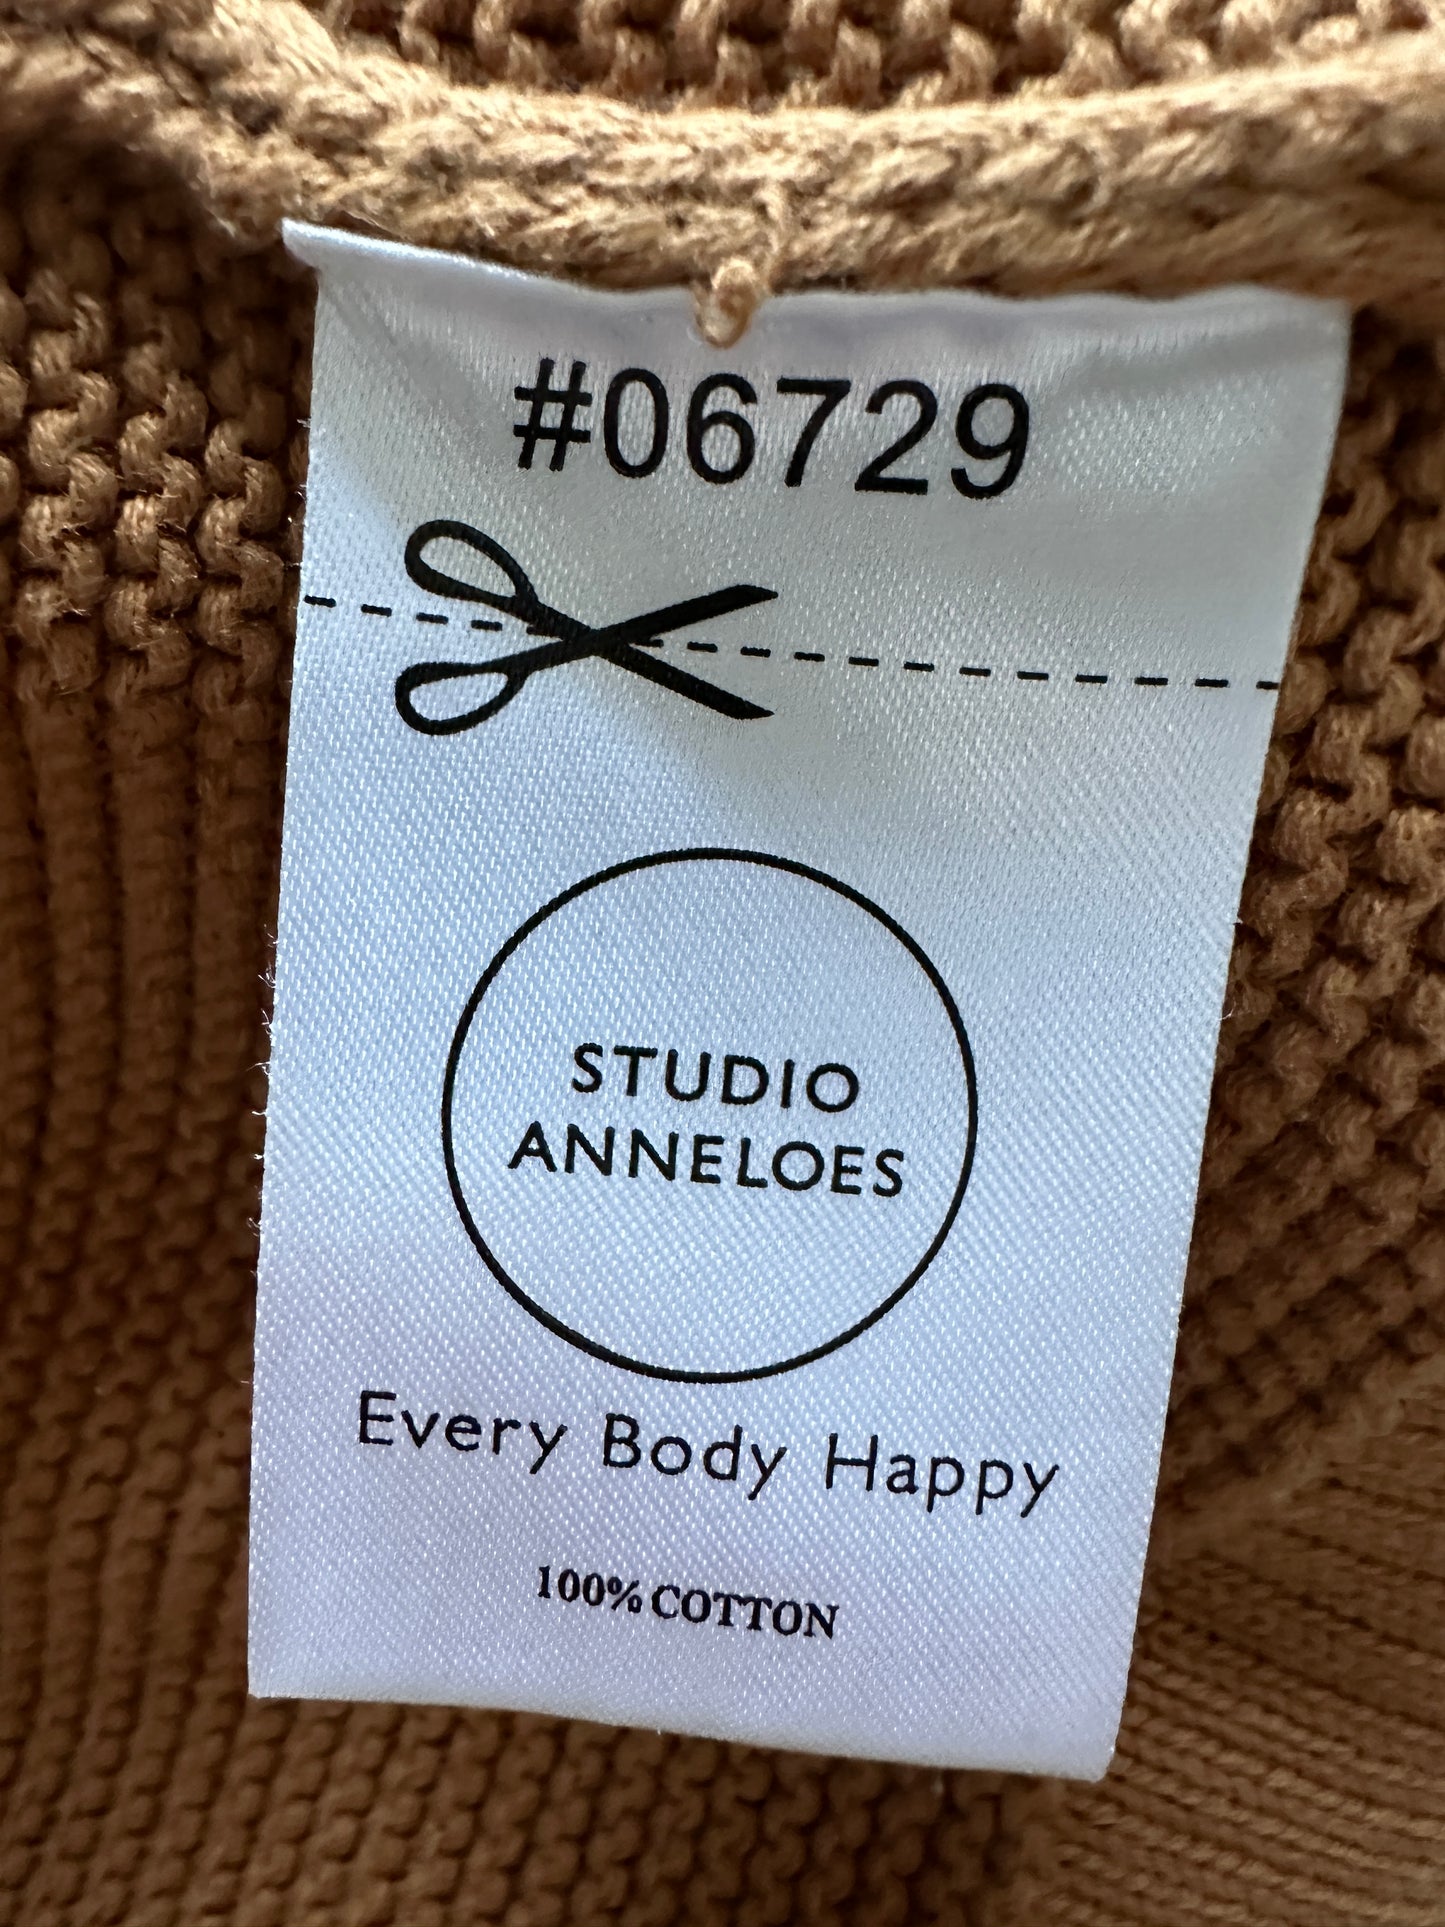 #06729
STUDIO
ANNELOES
Every Body Happy
100% COTTON